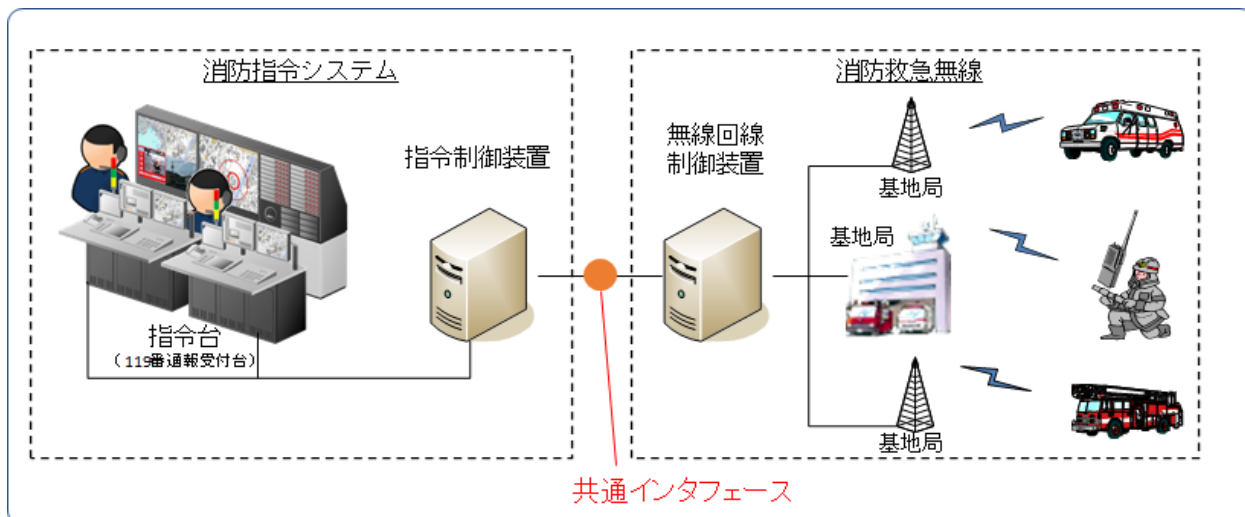 消防指令システム
指令制御装置
指令台
（119番通報受付台）
消防救急無線
無線回線
制御装置
基地局
基地局
基地局
共通インタフェース